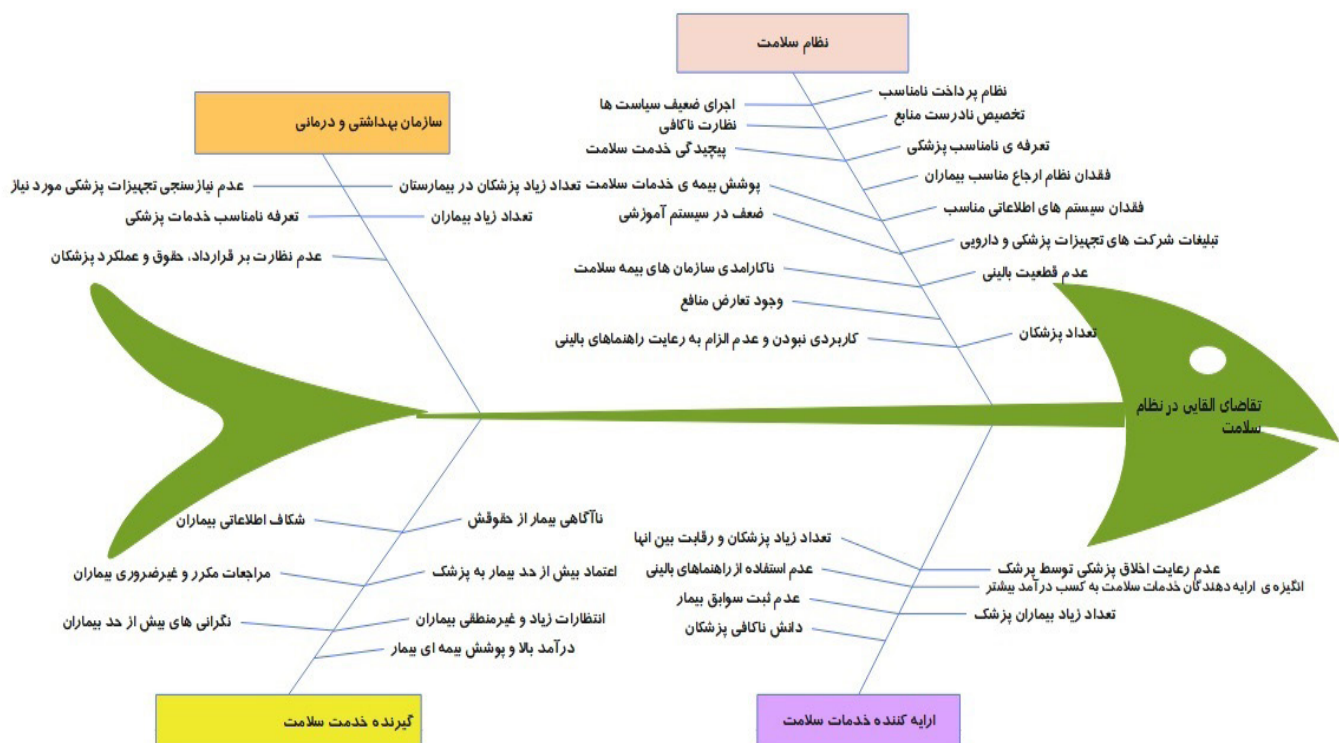 نظام سلامت
نظام پرداخت نامناسب
اجرای ضعیف سیاست ها
تخصیص نادرست منابع
نظارت ناکافی
تعرفه ی نامناسب پزشکی
پیچیدگی خدمت سلامت
فقدان نظام ارجاع مناسب بیماران
پوشش بیمه ی خدمات سلامت
فقدان سیستم های اطلاعاتی مناسب
ضعف در سیستم آموزشی
تبلیغات شرکت های تجهیزات پزشکی و دارویی
عدم قطعیت بالینی
ناکارامدی سازمان های بیمه سلامت
وجود تعارض منافع
تعداد پزشکان
کاربردی نبودن و عدم الزام به رعایت راهنماهای بالینی
سازمان بهداشتی و درمانی
تعداد زیاد پزشکان در بیمارستان
عدم نیازسنجی تجهیزات پزشکی مورد نیاز
تعداد زیاد بیماران
تعرفه نامناسب خدمات پزشکی
عدم نظارت بر قرارداد، حقوق و عملکرد پزشکان
تقاضای القایی در نظام
سلامت
تعداد زیاد پزشکان و رقابت بین انها
عدم رعایت اخلاق پزشکی توسط پرشک
عدم استفاده از راهنماهای بالینی
انگیزه ی ارایه دهندگان خدمات سلامت به کسب درآمد بیشتر
عدم ثبت سوابق بیمار
تعداد زیاد بیماران پزشک
دانش ناکافی پزشکان
ارایه کننده خدمات سلامت
ناآگاهی بیمار از حقوقش
شکاف اطلاعاتی بیماران
اعتماد بیش از حد بیمار به پزشک
مراجعات مکرر و غیرضروری بیماران
انتظارات زیاد و غیرمنطقی بیماران
نگرانی های بیش از حد بیماران
درآمد بالا و پوشش بیمه ای بیمار
گیرنده خدمت سلامت